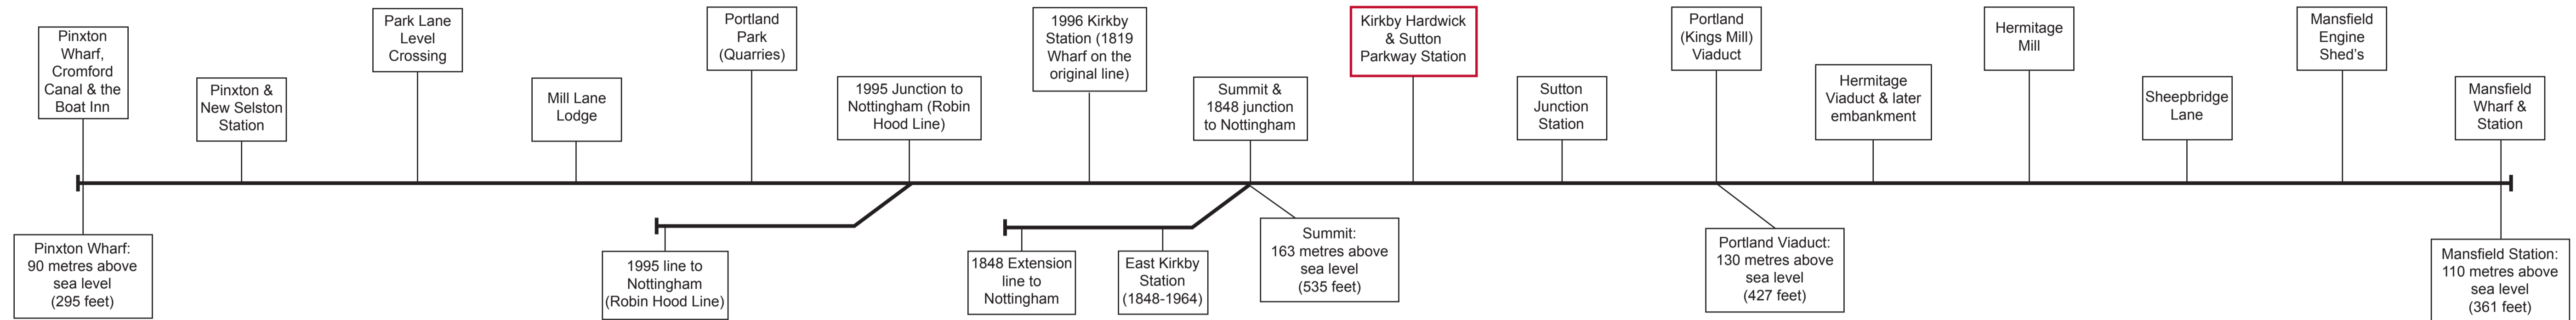 Pinxton
Wharf,
Cromford
Canal & the
Boat Inn
Pinxton &
New Selston
Station
Park Lane
Level
Crossing
Mill Lane
Lodge
Portland
Park
(Quarries)
1995 Junction to
Nottingham (Robin
Hood Line)
1996 Kirkby
Station (1819
Wharf on the
original line)
Summit &
1848 junction
to Nottingham
Kirkby Hardwick
& Sutton
Parkway Station
Sutton
Junction
Station
Portland
(Kings Mill)
Viaduct
Hermitage
Viaduct & later
embankment
Hermitage
Mill
Sheepbridge
Lane
Mansfield
Engine
Shed's
Mansfield
Wharf &
Station
Pinxton Wharf:
90 metres above
sea level
(295 feet)
1995 line to
Nottingham
(Robin Hood Line)
1848 Extension
line to
Nottingham
East Kirkby
Station
(1848-1964)
Summit:
163 metres above
sea level
(535 feet)
Portland Viaduct:
130 metres above
sea level
(427 feet)
Mansfield Station:
110 metres above
sea level
(361 feet)